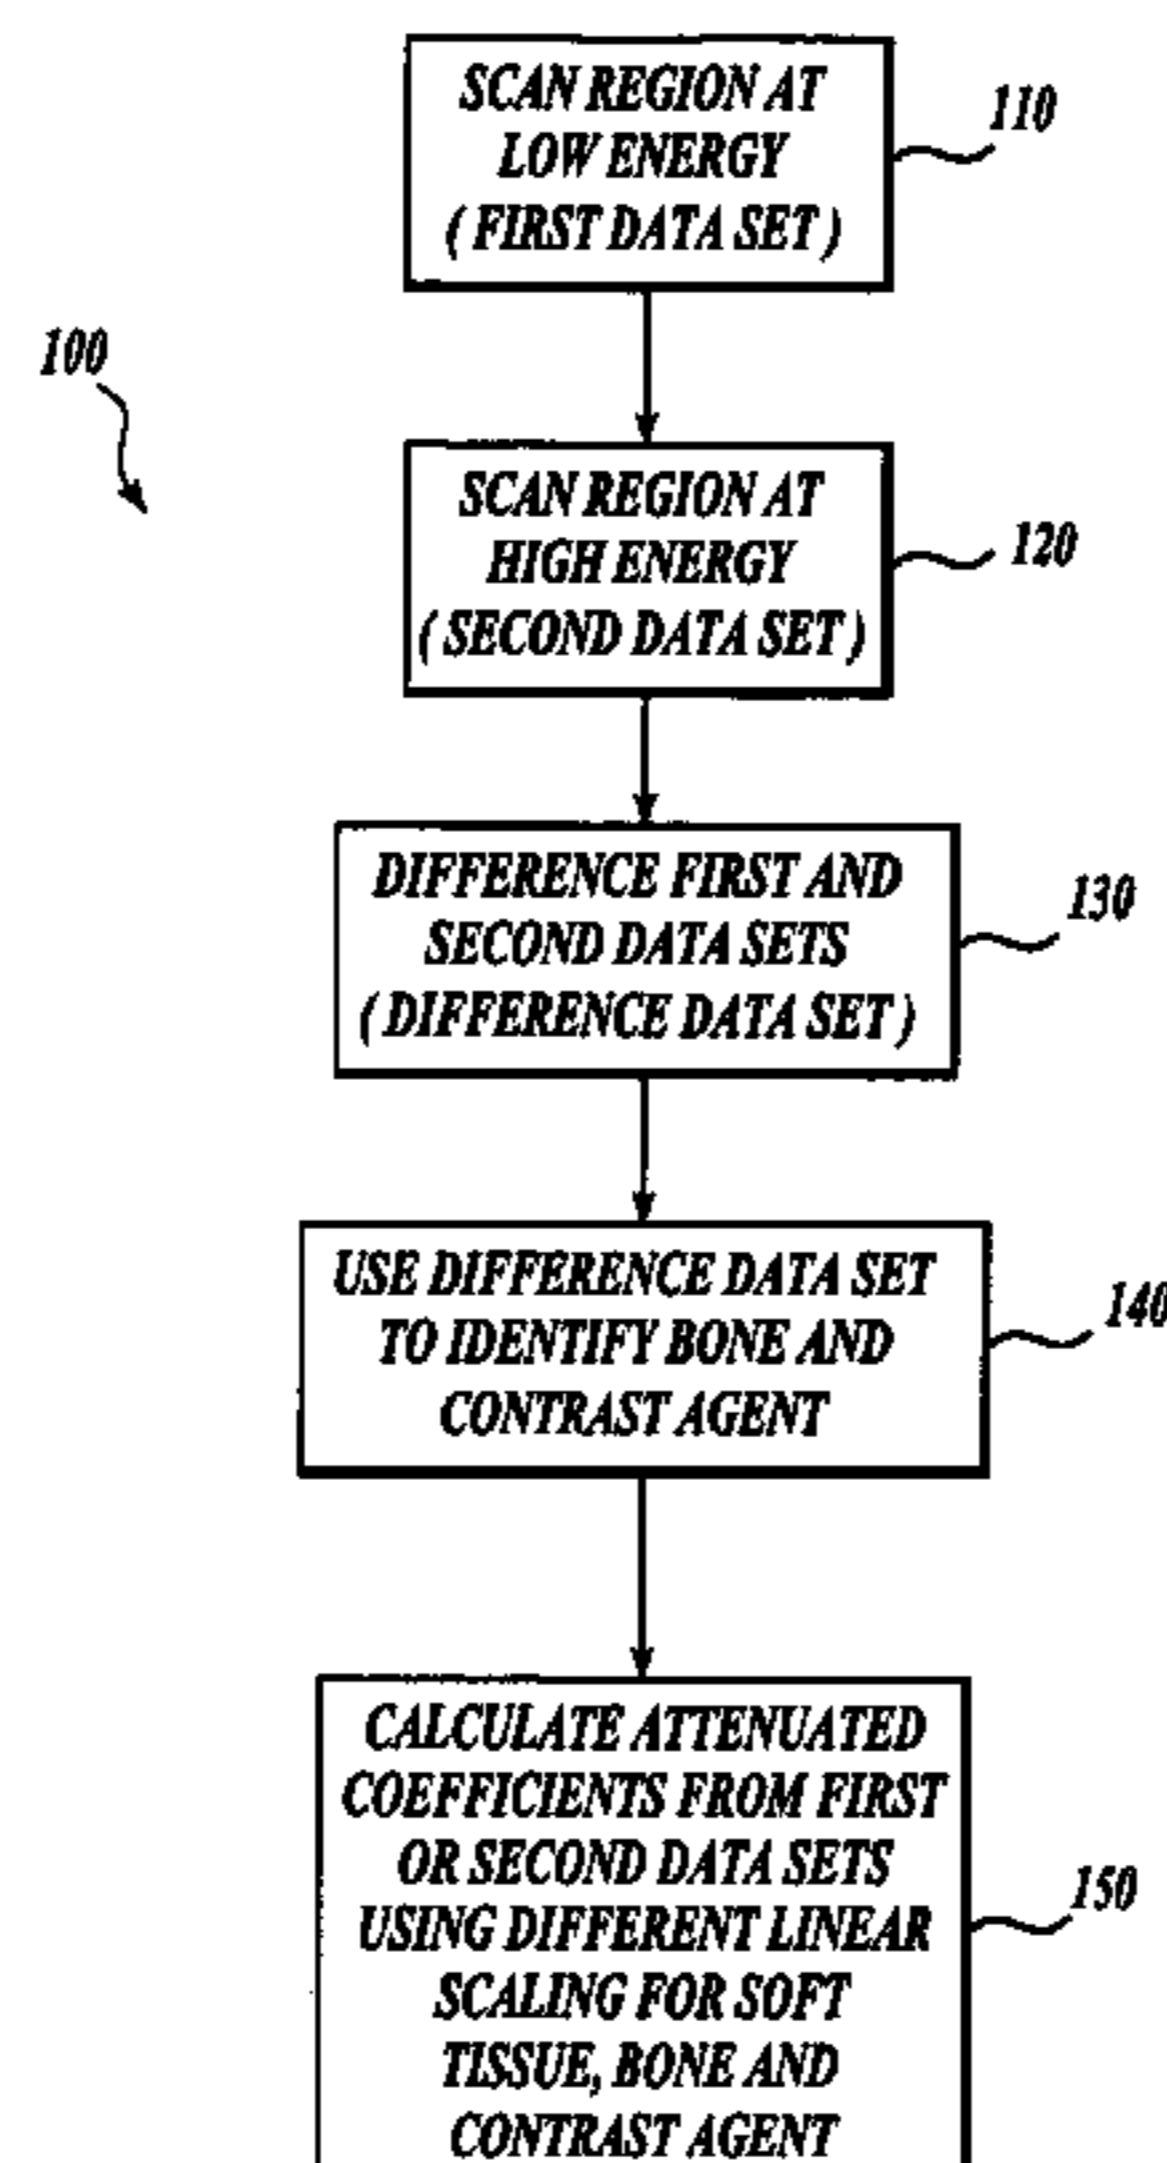 SCAN REGION AT
LOW ENERGY
( FIRST DATA SET )
110
100
SCAN REGION AT
HIGH ENERGY
( SECOND DATA SET )
120
DIFFERENCE FIRST AND
SECOND DATA SETS
( DIFFERENCE DATA SET )
130
USE DIFFERENCE DATA SET
TO IDENTIFY BONE AND
CONTRAST AGENT
140
CALCULATE ATTENUATED
COEFFICIENTS FROM FIRST
OR SECOND DATA SETS
USING DIFFERENT LINEAR
SCALING FOR SOFT
TISSUE, BONE AND
CONTRAST AGENT
150